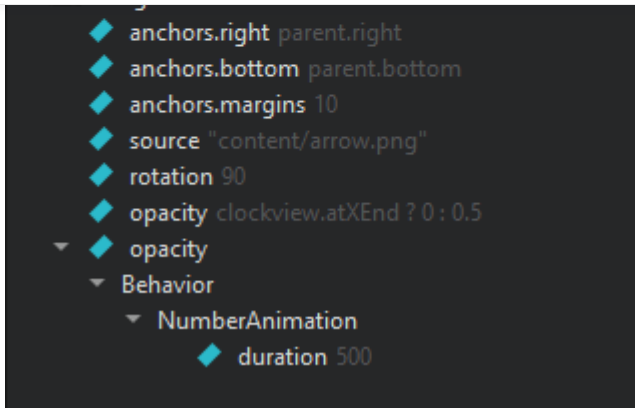 anchors.right parent.right
anchors.bottom parent.bottom
anchors.margins 10
source "content/arrow.png"
rotation 90
opacity clockview.atXEnd ? 0 : 0.5
opacity
Behavior
NumberAnimation
duration 500